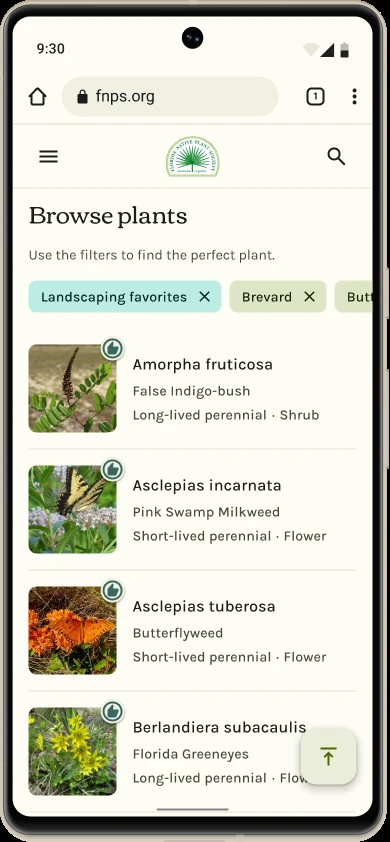 9:30
fnps.org
1
FLORIDA NATIVE PLANT SOCIETY
Browse plants
Use the filters to find the perfect plant.
Landscaping favorites
Brevard
Butt
Amorpha fruticosa
False Indigo-bush
Long-lived perennial · Shrub
Asclepias incarnata
Pink Swamp Milkweed
Short-lived perennial · Flower
Asclepias tuberosa
Butterflyweed
Short-lived perennial · Flower
Berlandiera subacaulis
Florida Greeneyes
Long-lived perennial · Flow